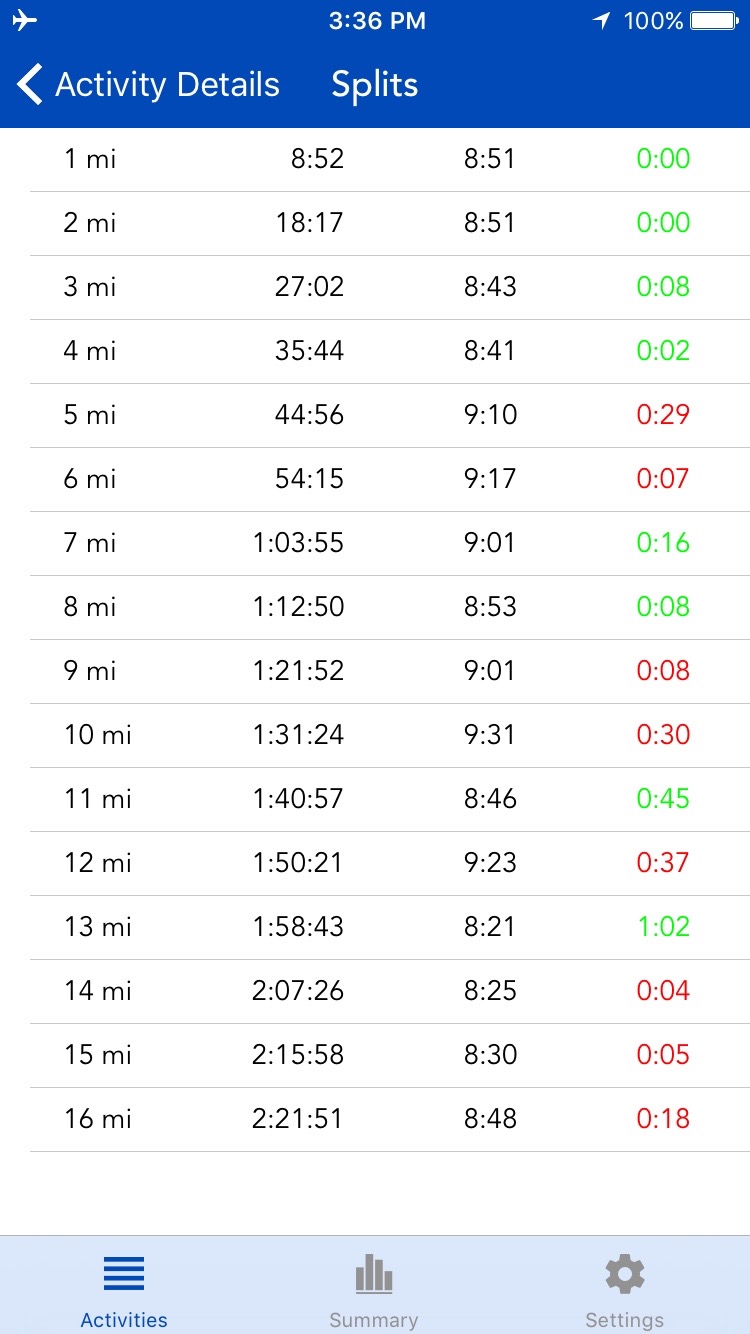 3:36 PM 100%
Activity Details Splits
1 mi 8:52 8:51 0:00
2 mi 18:17 8:51 0:00
3 mi 27:02 8:43 0:08
4 mi 35:44 8:41 0:02
5 mi 44:56 9:10 0:29
6 mi 54:15 9:17 0:07
7 mi 1:03:55 9:01 0:16
8 mi 1:12:50 8:53 0:08
9 mi 1:21:52 9:01 0:08
10 mi 1:31:24 9:31 0:30
11 mi 1:40:57 8:46 0:45
12 mi 1:50:21 9:23 0:37
13 mi 1:58:43 8:21 1:02
14 mi 2:07:26 8:25 0:04
15 mi 2:15:58 8:30 0:05
16 mi 2:21:51 8:48 0:18
Activities Summary Settings